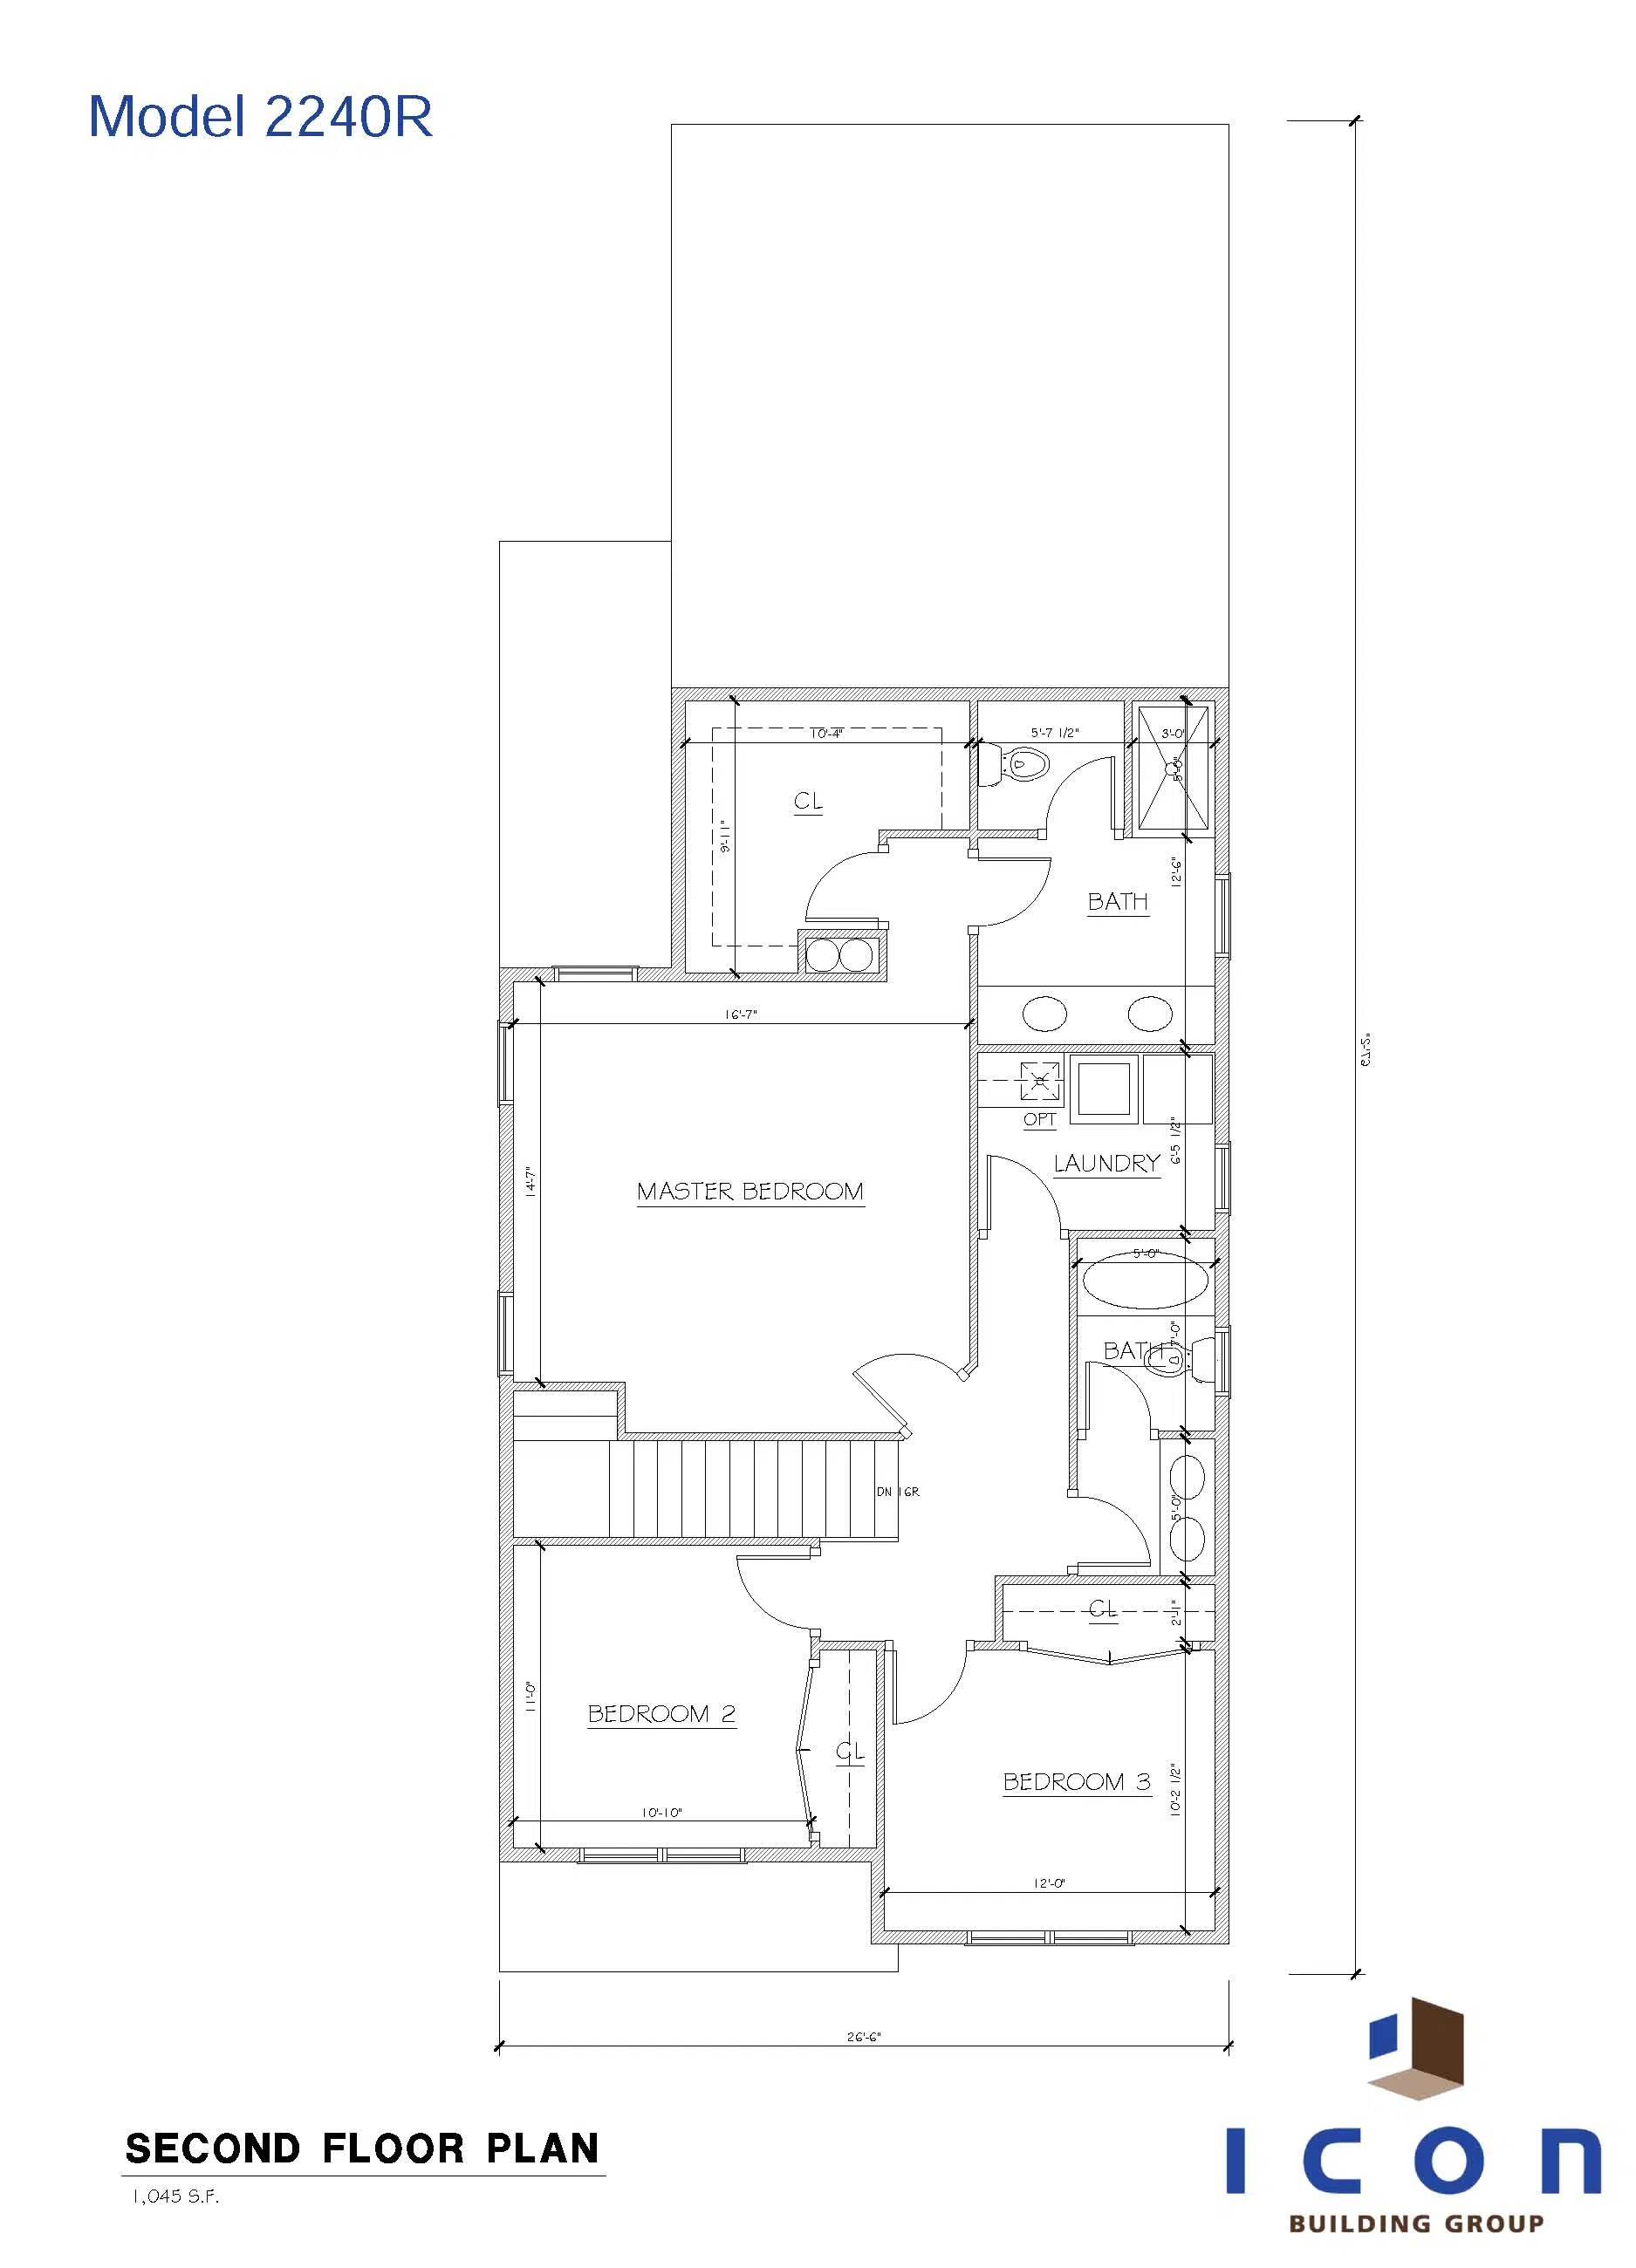 Model 2240R
10'-4"
5'-7 1/2"
3'-0"
5'-0"
CL
9'-11"
12'-6"
BATH
16'-7"
67'-2"
OPT
6'-5 1/2"
LAUNDRY
14'-7"
MASTER BEDROOM
5'-0"
BATH
7'-0"
DN 16R
5'-0"
CL
2'-1"
11'-0"
BEDROOM 2
CL
BEDROOM 3
10'-2 1/2"
10'-10"
12'-0"
26'-6"
SECOND FLOOR PLAN
1,045 S.F.
ICON
BUILDING GROUP